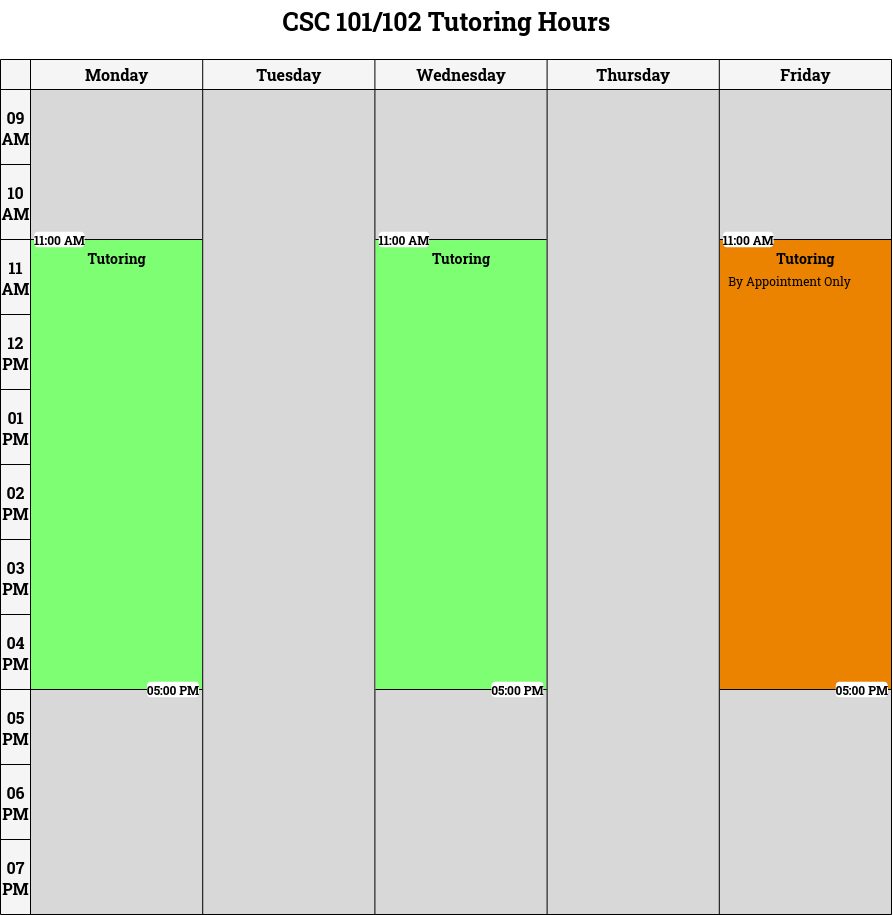 CSC 101/102 Tutoring Hours
Monday Tuesday Wednesday Thursday Friday
09
AM
10
AM
11:00 AM 11:00 AM 11:00 AM
Tutoring Tutoring Tutoring
11
By Appointment Only
AM
12
PM
01
PM
02
PM
03
PM
04
PM
05:00 PM 05:00 PM 05:00 PM
05
PM
06
PM
07
PM